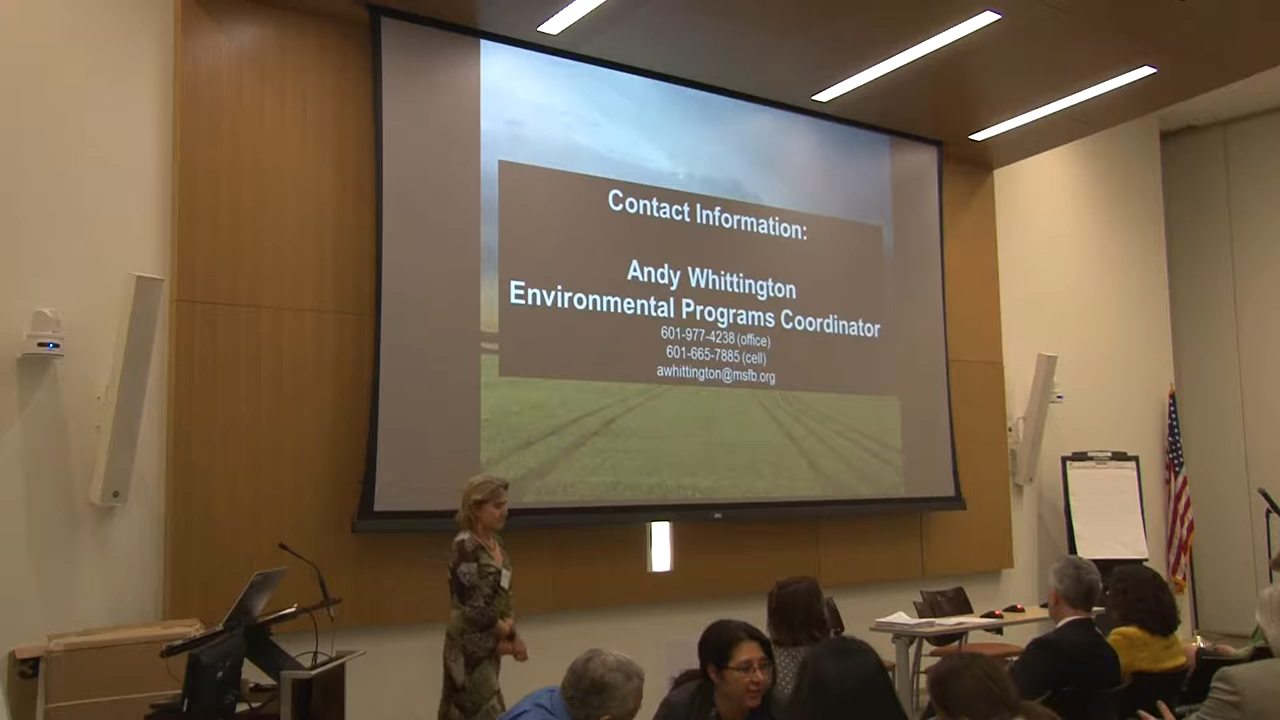 Contact Information:
Andy Whittington
Environmental Programs Coordinator
601-977-4238 (office)
601-665-7885 (cell)
awhittington@msfb.org